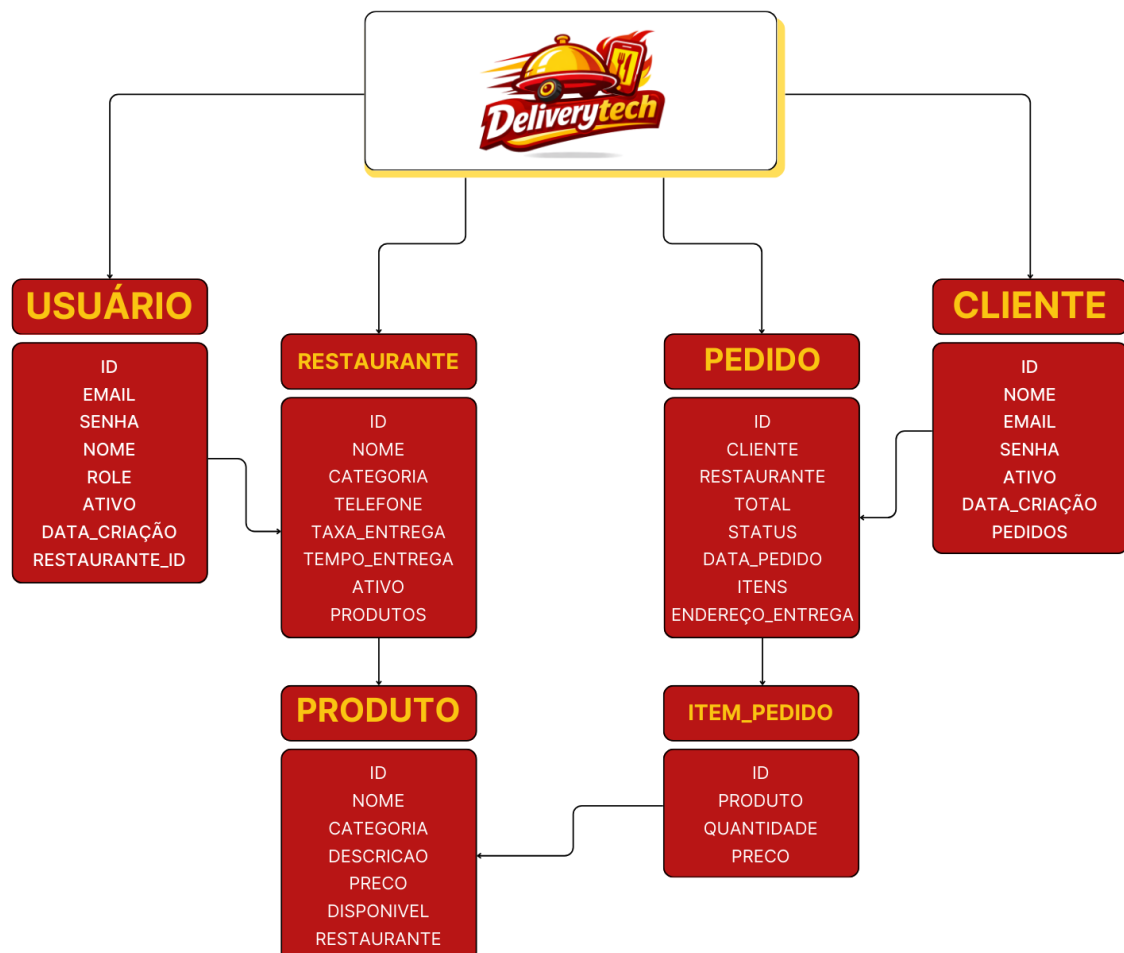 Deliverytech
USUÁRIO
ID
EMAIL
SENHA
NOME
ROLE
ATIVO
DATA_CRIAÇÃO
RESTAURANTE_ID
RESTAURANTE
ID
NOME
CATEGORIA
TELEFONE
TAXA_ENTREGA
TEMPO_ENTREGA
ATIVO
PRODUTOS
PEDIDO
ID
CLIENTE
RESTAURANTE
TOTAL
STATUS
DATA_PEDIDO
ITENS
ENDEREÇO_ENTREGA
CLIENTE
ID
NOME
EMAIL
SENHA
ATIVO
DATA_CRIAÇÃO
PEDIDOS
PRODUTO
ID
NOME
CATEGORIA
DESCRICAO
PRECO
DISPONIVEL
RESTAURANTE
ITEM_PEDIDO
ID
PRODUTO
QUANTIDADE
PRECO